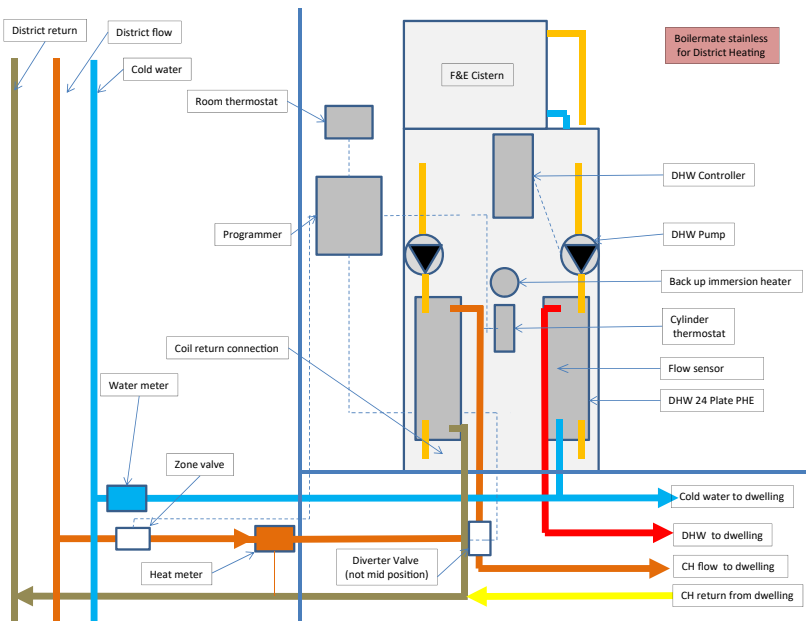 District return
District flow
Cold water
Boilermate stainless
for District Heating
F&E Cistern
Room thermostat
DHW Controller
Programmer
DHW Pump
Back up immersion heater
Cylinder
thermostat
Coil return connection
Flow sensor
Water meter
DHW 24 Plate PHE
Zone valve
Cold water to dwelling
DHW to dwelling
Diverter Valve
(not mid position)
Heat meter
CH flow to dwelling
CH return from dwelling